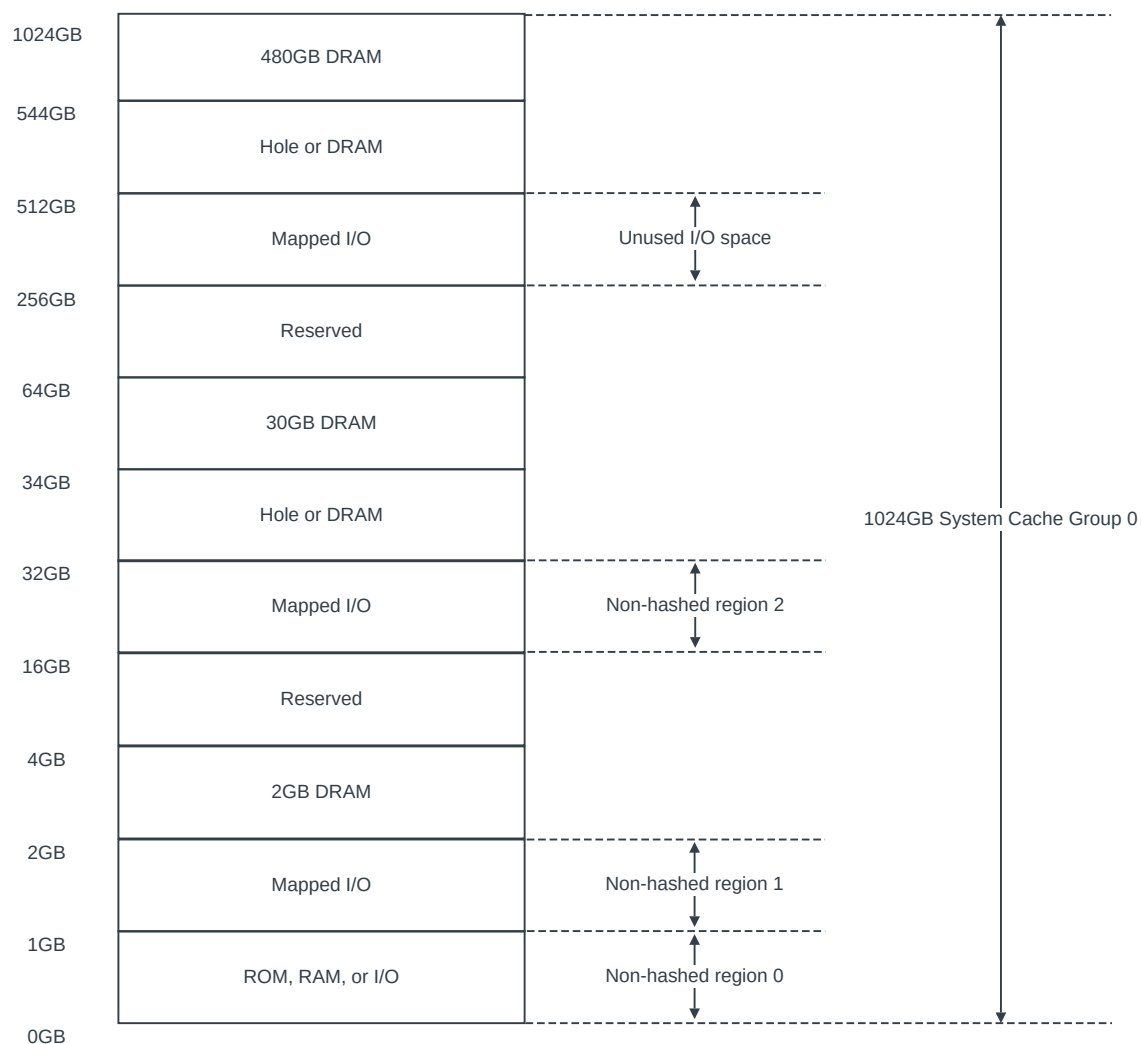 1024GB
480GB DRAM
544GB
Hole or DRAM
512GB
Mapped I/O
Unused I/O space
256GB
Reserved
64GB
30GB DRAM
34GB
Hole or DRAM
1024GB System Cache Group 0
32GB
Mapped I/O
Non-hashed region 2
16GB
Reserved
4GB
2GB DRAM
2GB
Mapped I/O
Non-hashed region 1
1GB
ROM, RAM, or I/O
Non-hashed region 0
0GB